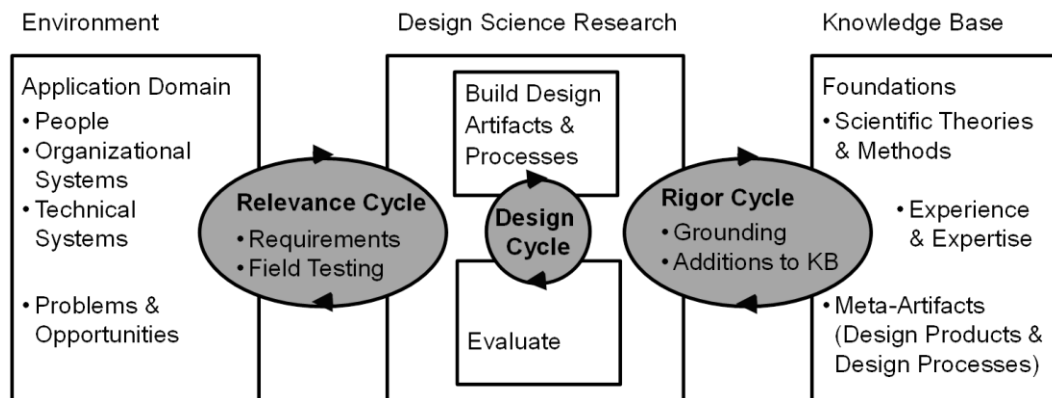 Environment
Design Science Research
Knowledge Base
Application Domain
• People
• Organizational
Systems
• Technical
Systems
• Problems &
Opportunities
Relevance Cycle
• Requirements
• Field Testing
Build Design
Artifacts &
Processes
Design
Cycle
Evaluate
Rigor Cycle
• Grounding
• Additions to KB
Foundations
• Scientific Theories
& Methods
• Experience
& Expertise
• Meta-Artifacts
(Design Products &
Design Processes)